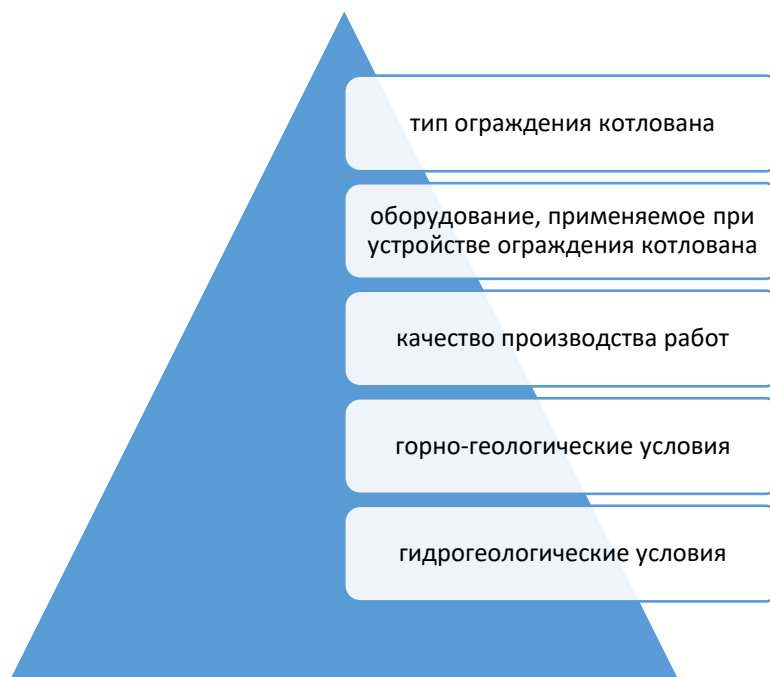 тип ограждения котлована
оборудование, применяемое при
устройстве ограждения котлована
качество производства работ
горно-геологические условия
гидрогеологические условия